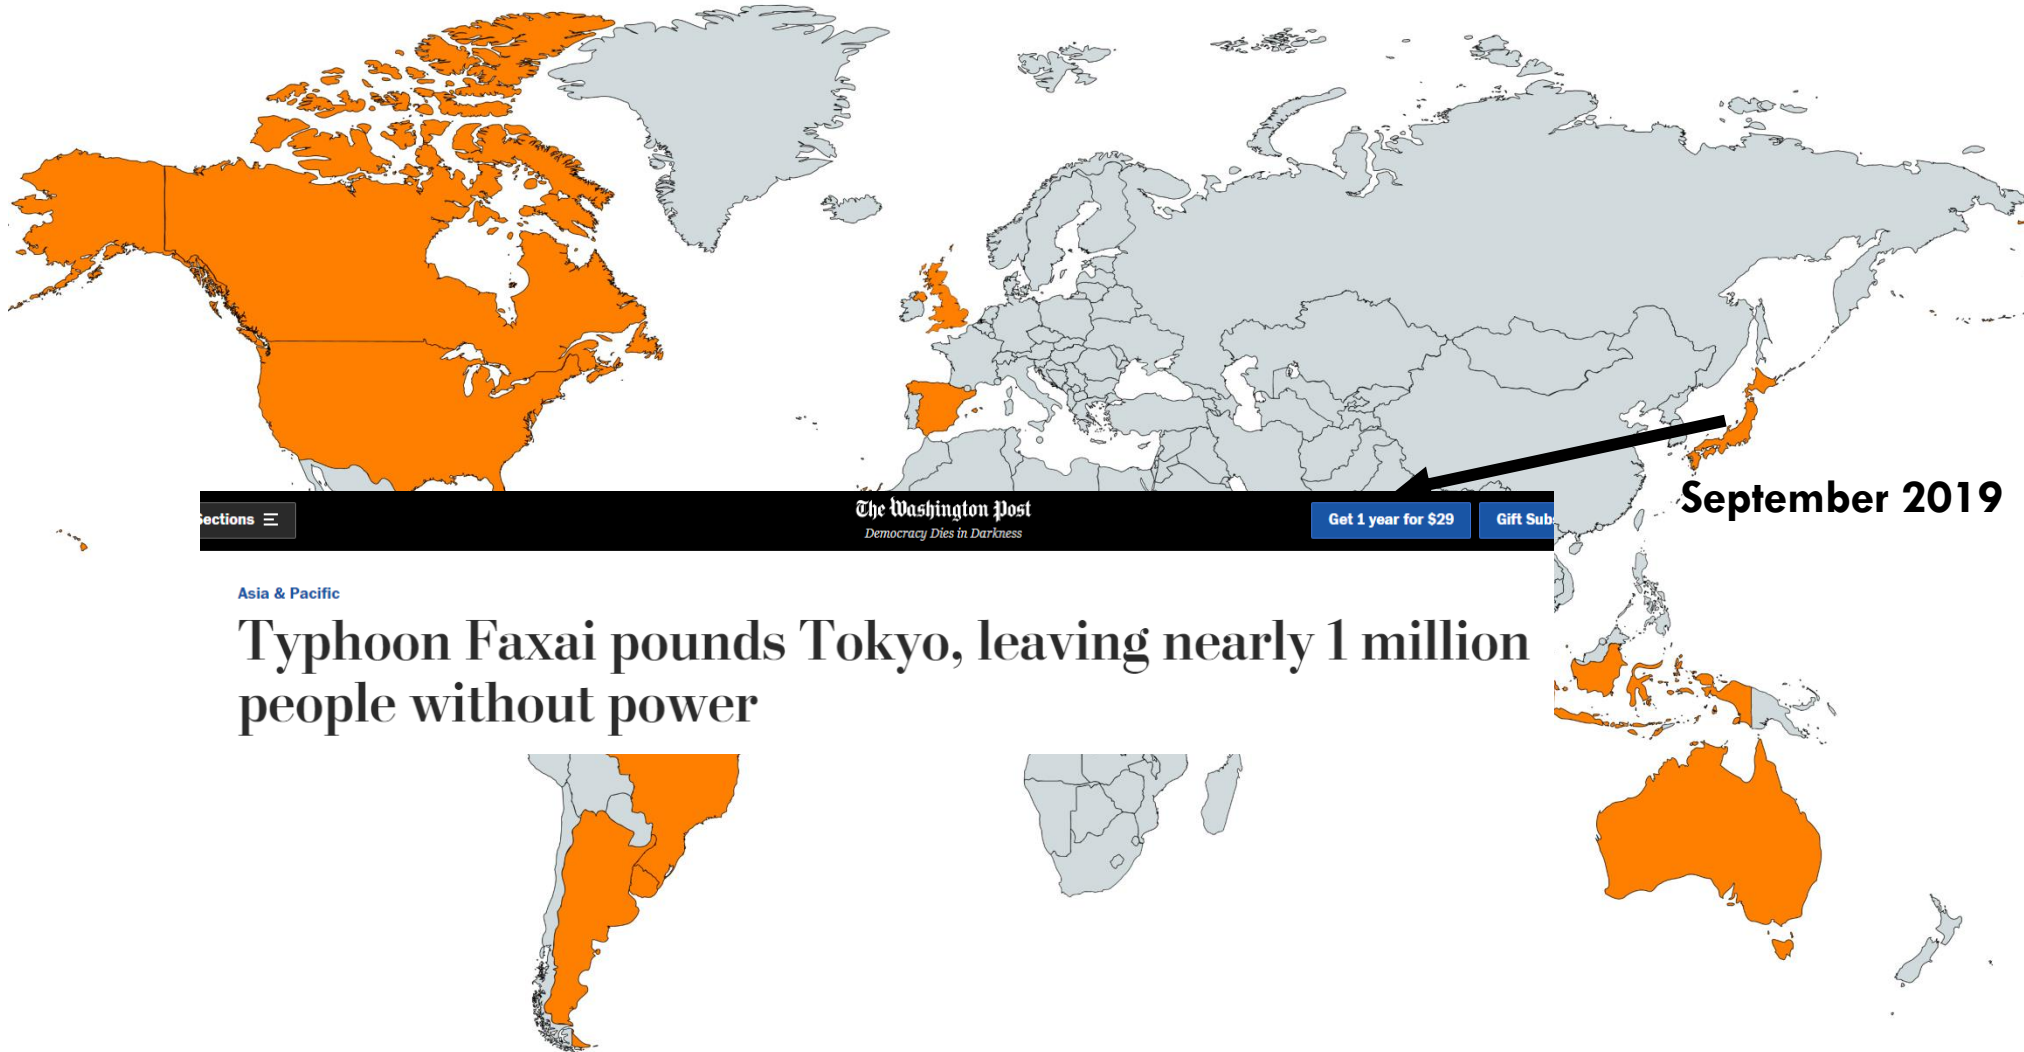 Sections
The Washington Post
Democracy Dies in Darkness
Get 1 year for $29
Gift Sub
September 2019
Asia & Pacific
Typhoon Faxai pounds Tokyo, leaving nearly 1 million
people without power